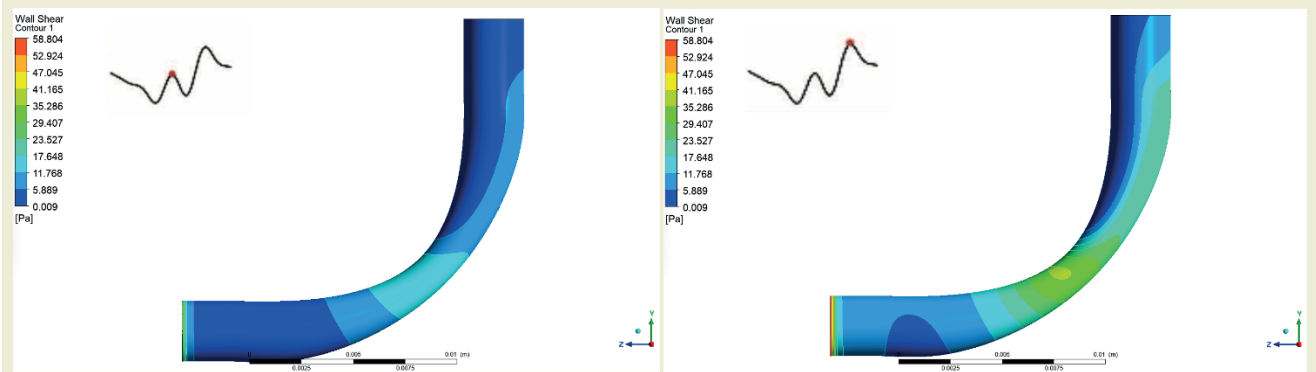 Wall Shear
Contour 1
58.804
52.924
47.045
41.165
35.286
29.407
23.527
17.648
11.768
5.889
0.009
[Pa]
0 0.005 0.01 (m)
0.0025 0.0075
Y
Z
Wall Shear
Contour 1
58.804
52.924
47.045
41.165
35.286
29.407
23.527
17.648
11.768
5.889
0.009
[Pa]
0 0.005 0.01 (m)
0.0025 0.0075
Y
Z